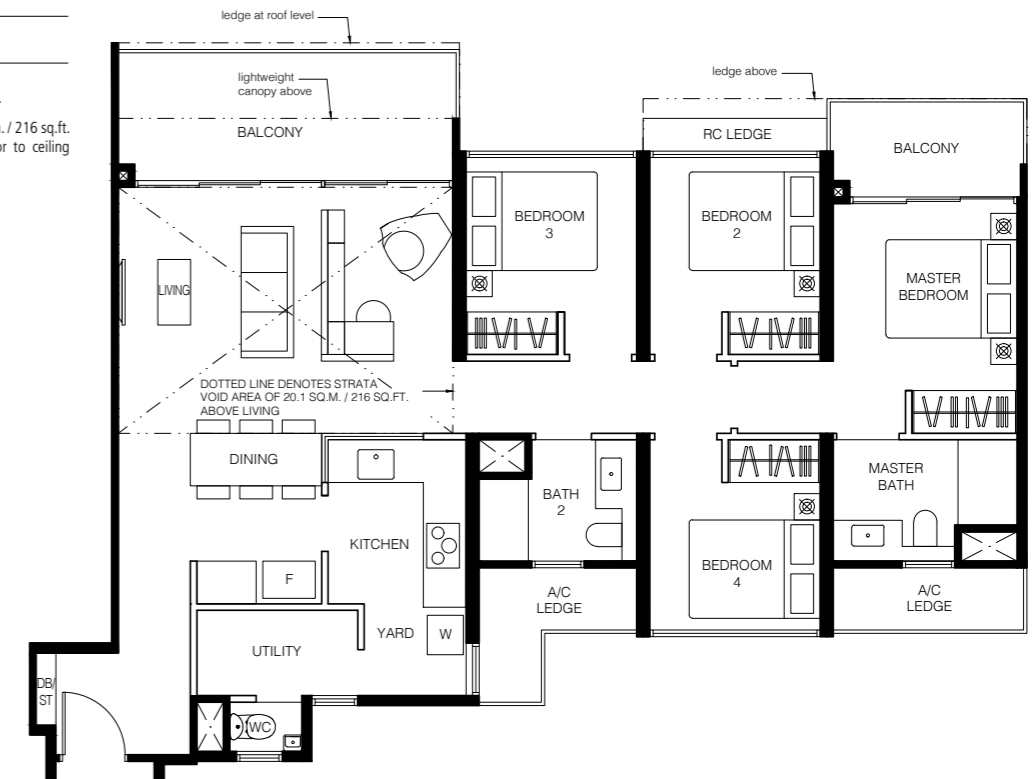 ledge at roof level
lightweight
canopy above
BALCONY
/ 216 sq.ft.
or to ceiling
ledge above
RC LEDGE
BALCONY
BEDROOM
3
BEDROOM
2
MASTER
BEDROOM
LIVING
DOTTED LINE DENOTES STRATA
VOID AREA OF 20.1 SQ.M. / 216 SQ.FT.
ABOVE LIVING
DINING
KITCHEN
F
BATH
2
MASTER
BATH
BEDROOM
4
A/C
LEDGE
A/C
LEDGE
YARD
W
UTILITY
DB/
ST
WC